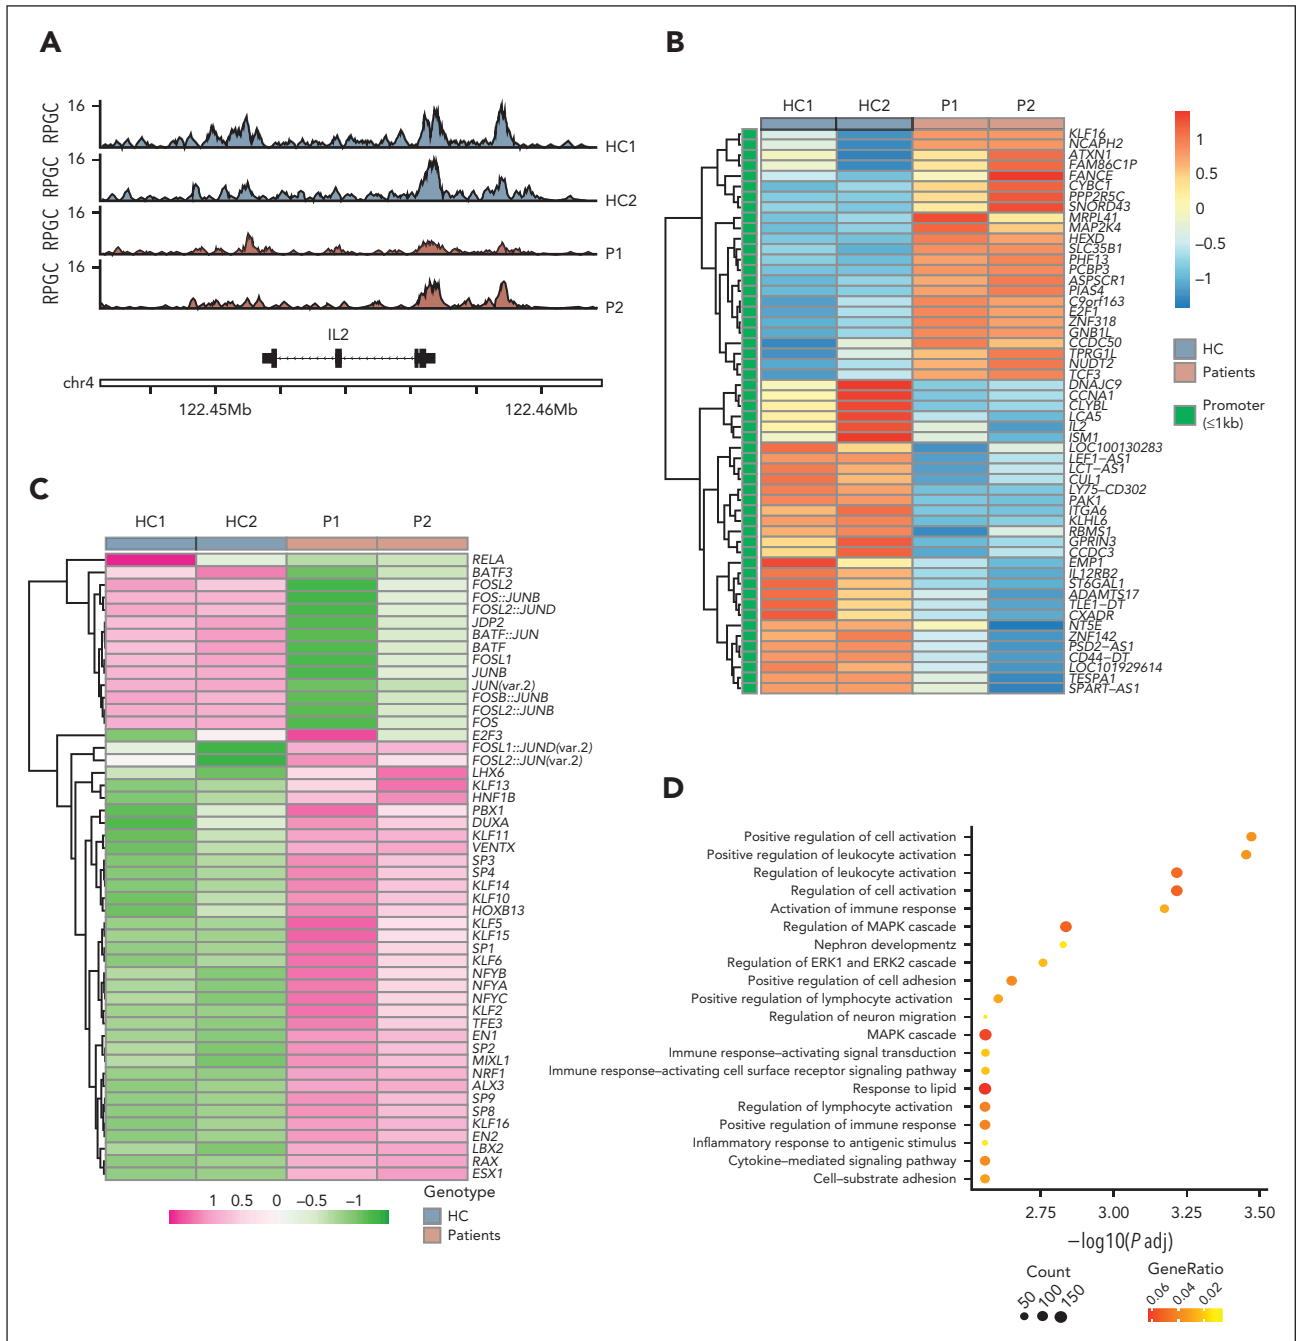 A
RPGC
16
HC1
RPGC
16
HC2
RPGC
16
P1
RPGC
16
P2
IL2
chr4
122.45Mb
122.46Mb
B
HC1
HC2
P1
P2
KLF16
NCAPH2
ATXN1
FAM86C1P
FANCE
CYBC1
PPP2R5C
SNORD43
MRPL41
MAP2K4
HEXD
SLC35B1
PHF13
PCBP3
ASPSCR1
PIAS4
C9orf163
E2F1
ZNF318
GNB1L
CCDC50
TPRG1L
NUDT2
TCF3
DNAJC9
CCNA1
CLYBL
LCA5
IL2
ISM1
LOC100130283
LEF1–AS1
LCT–AS1
CUL1
LY75–CD302
PAK1
ITGA6
KLHL6
RBMS1
GPRIN3
CCDC3
EMP1
IL12RB2
ST6GAL1
ADAMTS17
TLE1–DT
CXADR
NT5E
ZNF142
PSD2–AS1
CD44–DT
LOC101929614
TESPA1
SPART–AS1
1
0.5
0
–0.5
–1
HC
Patients
Promoter
(≤1kb)
C
HC1
HC2
P1
P2
RELA
BATF3
FOSL2
FOS::JUNB
FOSL2::JUND
JDP2
BATF::JUN
BATF
FOSL1
JUNB
JUN(var.2)
FOSB::JUNB
FOSL2::JUNB
FOS
E2F3
FOSL1::JUND(var.2)
FOSL2::JUN(var.2)
LHX6
KLF13
HNF1B
PBX1
DUXA
KLF11
VENTX
SP3
SP4
KLF14
KLF10
HOXB13
KLF5
KLF15
SP1
KLF6
NFYB
NFYA
NFYC
KLF2
TFE3
EN1
SP2
MIXL1
NRF1
ALX3
SP9
SP8
KLF16
EN2
LBX2
RAX
ESX1
1 0.5 0 –0.5 –1
Genotype
HC
Patients
D
Positive regulation of cell activation
Positive regulation of leukocyte activation
Regulation of leukocyte activation
Regulation of cell activation
Activation of immune response
Regulation of MAPK cascade
Nephron developmentz
Regulation of ERK1 and ERK2 cascade
Positive regulation of cell adhesion
Positive regulation of lymphocyte activation
Regulation of neuron migration
MAPK cascade
Immune response–activating signal transduction
Immune response–activating cell surface receptor signaling pathway
Response to lipid
Regulation of lymphocyte activation
Positive regulation of immune response
Inflammatory response to antigenic stimulus
Cytokine–mediated signaling pathway
Cell–substrate adhesion
2.75 3.00 3.25 3.50
–log10(P adj)
Count
50 100 150
GeneRatio
0.06 0.04 0.02